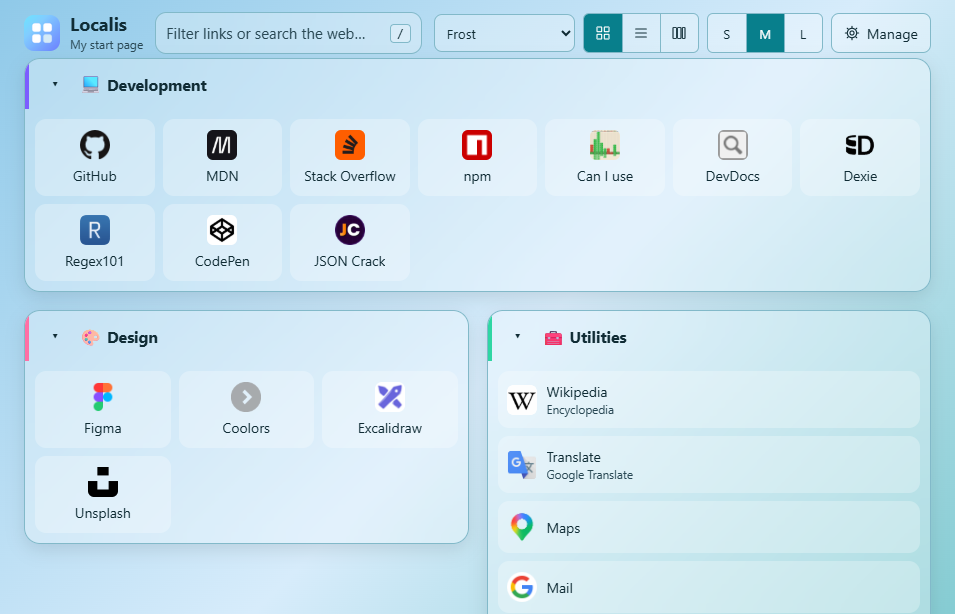 Localis
My start page
Filter links or search the web...
/
Frost
S
M
L
Manage
Development
GitHub
MDN
Stack Overflow
npm
Can I use
DevDocs
Dexie
Regex101
CodePen
JSON Crack
Design
Figma
Coolors
Excalidraw
Unsplash
Utilities
Wikipedia
Encyclopedia
Translate
Google Translate
Maps
Mail